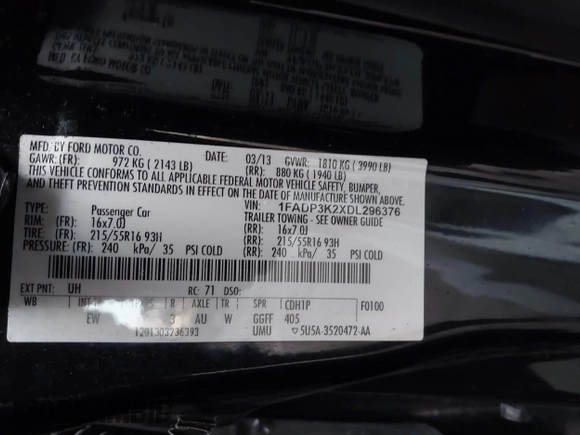 MFD. BY FORD MOTOR CO.
DATE: 03/13 GVWR: 1810 KG ( 3990 LB)
GAWR: (FR): 972 KG ( 2143 LB) (RR): 880 KG ( 1940 LB)
THIS VEHICLE CONFORMS TO ALL APPLICABLE FEDERAL MOTOR VEHICLE SAFETY, BUMPER,
AND THEFT PREVENTION STANDARDS IN EFFECT ON THE DATE OF MANUFACTURE SHOWN ABOVE.
VIN: 1FADP3K2XDL296376
TYPE: Passenger Car TRAILER TOWING - SEE OWNER GUIDE
RIM: (FR): 16x7.0J (RR): 16x7.0J
TIRE: (FR): 215/55R16 93H (RR): 215/55R16 93H
PRESSURE: (FR): 240 kPa/ 35 PSI COLD (RR): 240 kPa/ 35 PSI COLD
EXT PNT: UH RC: 71 DSO:
WB INT TR R AXLE TR SPR CDH1P F0100
EW 3 AU W GGFF 405
1201303236393 UMU 5U5A-3520472-AA